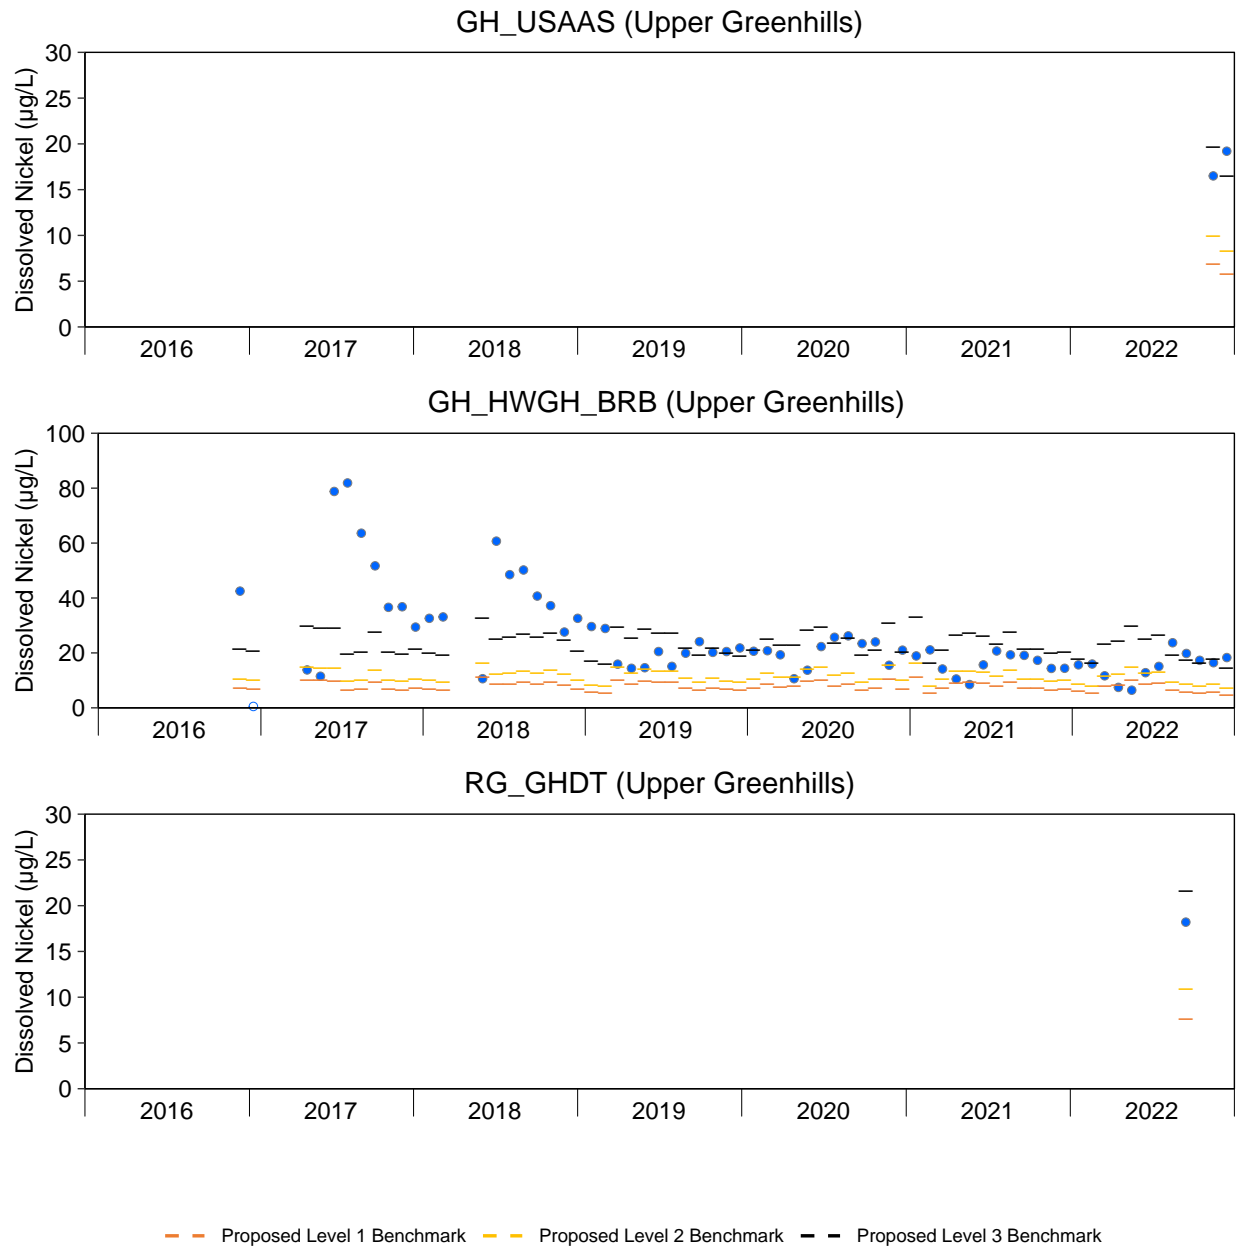 GH_USAAS (Upper Greenhills)
Dissolved Nickel (µg/L)
30
25
20
15
10
5
0
2016 2017 2018 2019 2020 2021 2022
GH_HWGH_BRB (Upper Greenhills)
Dissolved Nickel (µg/L)
100
80
60
40
20
0
2016 2017 2018 2019 2020 2021 2022
RG_GHDT (Upper Greenhills)
Dissolved Nickel (µg/L)
30
25
20
15
10
5
0
2016 2017 2018 2019 2020 2021 2022
Proposed Level 1 Benchmark Proposed Level 2 Benchmark Proposed Level 3 Benchmark